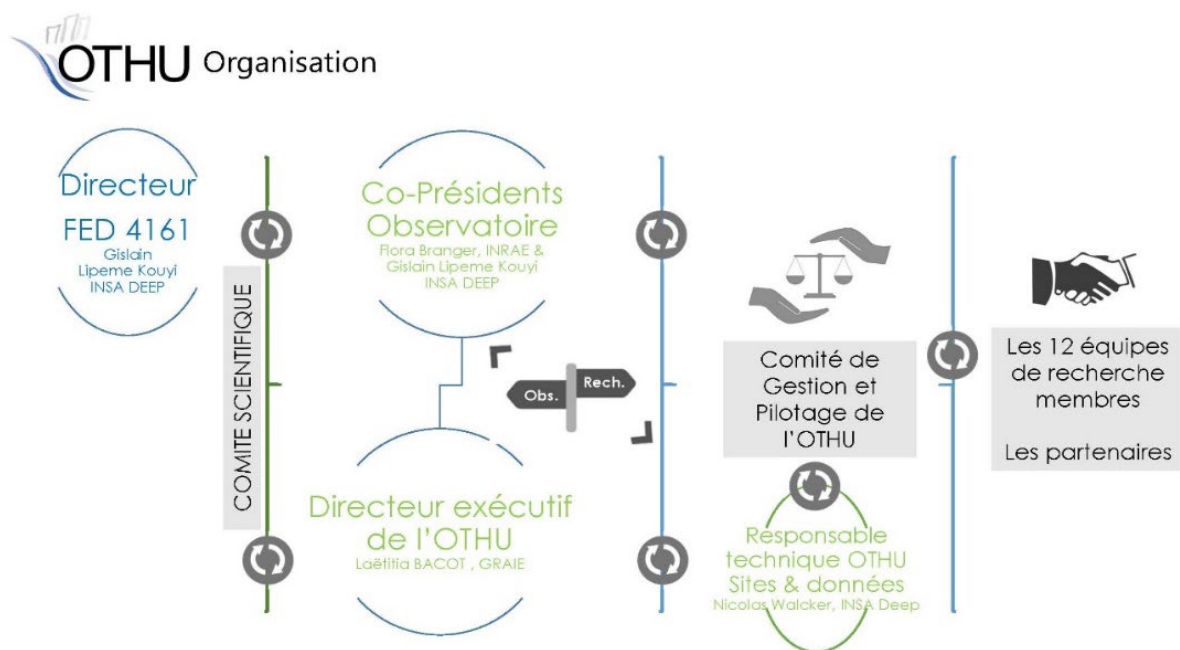 OTHU Organisation
Directeur
FED 4161
Gislain
Lipeme Kouyi
INSA DEEP
COMITE SCIENTIFIQUE
Co-Présidents
Observatoire
Flora Branger, INRAE &
Gislain Lipeme Kouyi
INSA DEEP
Obs.
Rech.
Directeur exécutif
de l'OTHU
Laëtitia BACOT , GRAIE
Comité de
Gestion et
Pilotage de
l'OTHU
Responsable
technique OTHU
Sites & données
Nicolas Walcker, INSA Deep
Les 12 équipes
de recherche
membres
Les partenaires